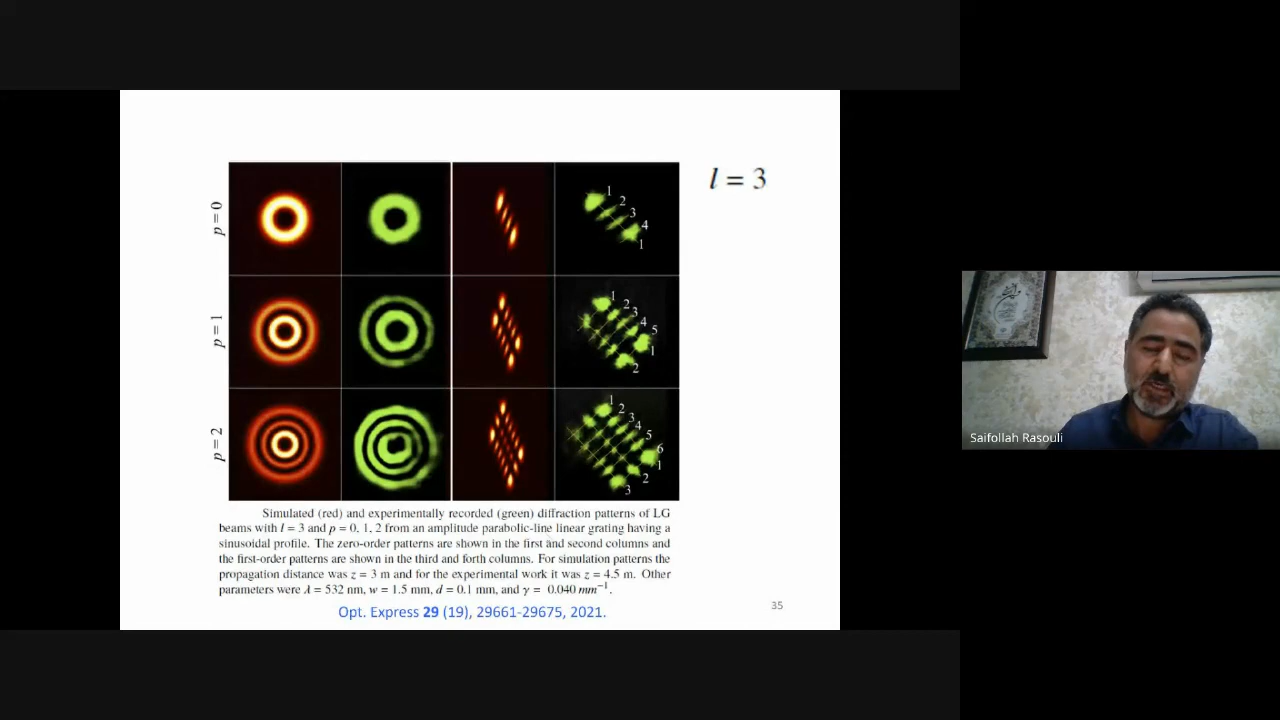 l = 3
p = 0
1
2
3
4
1
p = 1
1
2
3
4
5
1
2
p = 2
1
2
3
4
5
6
1
2
3
Simulated (red) and experimentally recorded (green) diffraction patterns of LG
beams with l = 3 and p = 0, 1, 2 from an amplitude parabolic-line linear grating having a
sinusoidal profile. The zero-order patterns are shown in the first and second columns and
the first-order patterns are shown in the third and forth columns. For simulation patterns the
propagation distance was z = 3 m and for the experimental work it was z = 4.5 m. Other
parameters were λ = 532 nm, w = 1.5 mm, d = 0.1 mm, and γ = 0.040 mm⁻¹.
Opt. Express 29 (19), 29661-29675, 2021.
35
Saifollah Rasouli